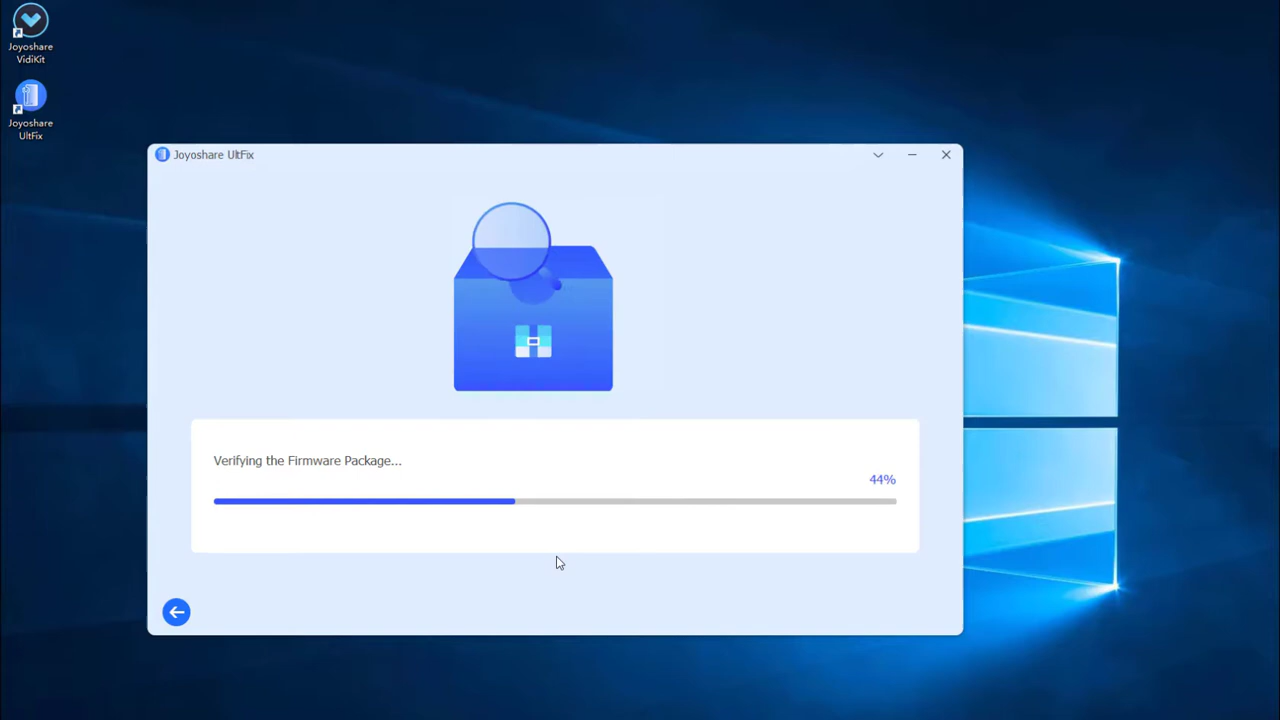 Joyoshare
VidiKit
Joyoshare
UltFix
Joyoshare UltFix
Verifying the Firmware Package...
44%